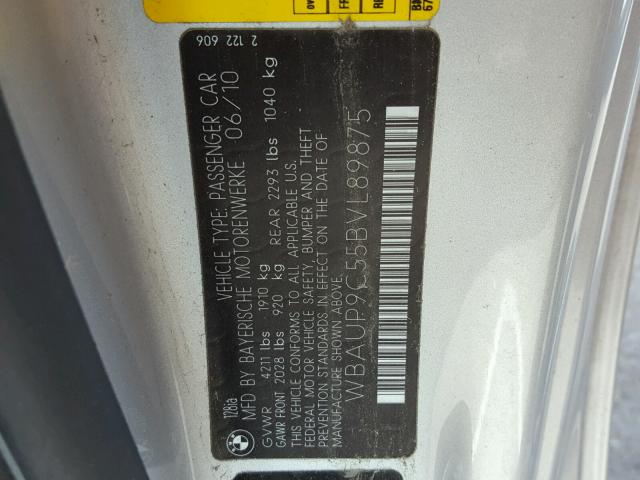 128ia
VEHICLE TYPE: PASSENGER CAR
MFD BY BAYERISCHE MOTORENWERKE 06/10
GVWR 4211 lbs 1910 kg
GAWR FRONT 2028 lbs 920 kg REAR 2293 lbs 1040 kg
THIS VEHICLE CONFORMS TO ALL APPLICABLE U.S.
FEDERAL MOTOR VEHICLE SAFETY, BUMPER AND THEFT
PREVENTION STANDARDS IN EFFECT ON THE DATE OF
MANUFACTURE SHOWN ABOVE.
WBAUP9C55BVL89875
2 122 606